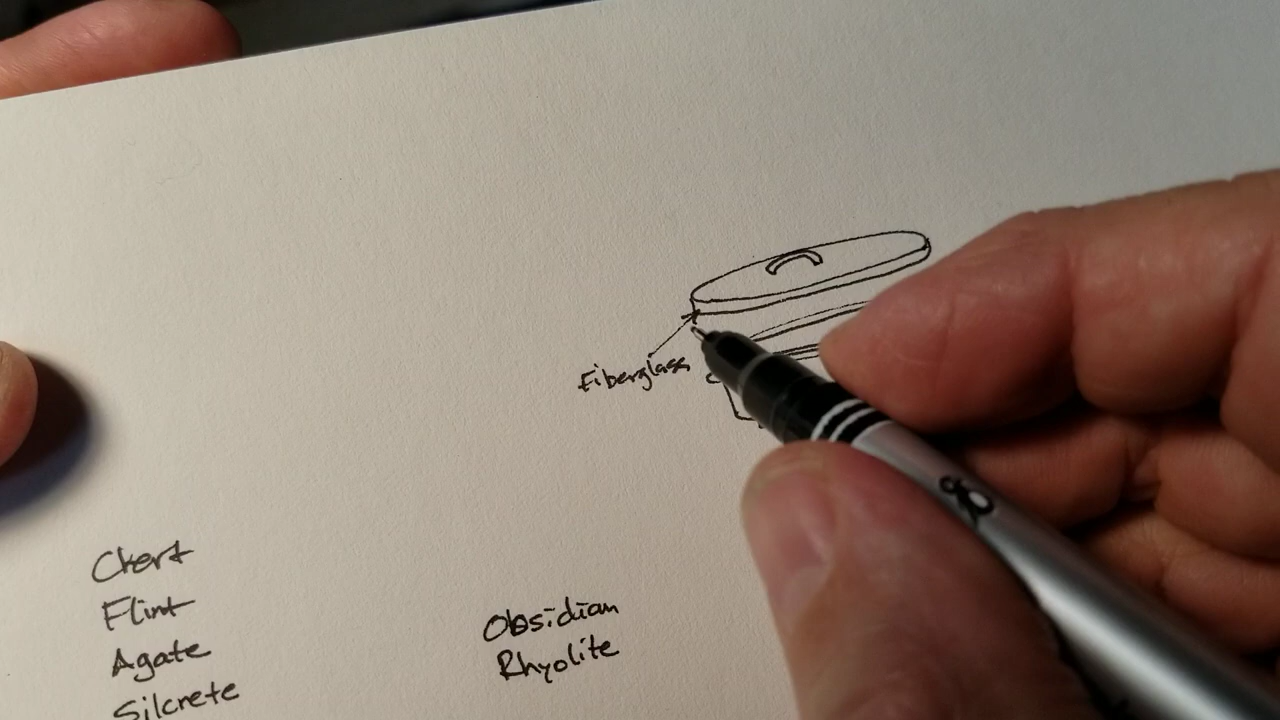 Fiberglass
Chert
Flint
Agate
Silcrete
Obsidian
Rhyolite